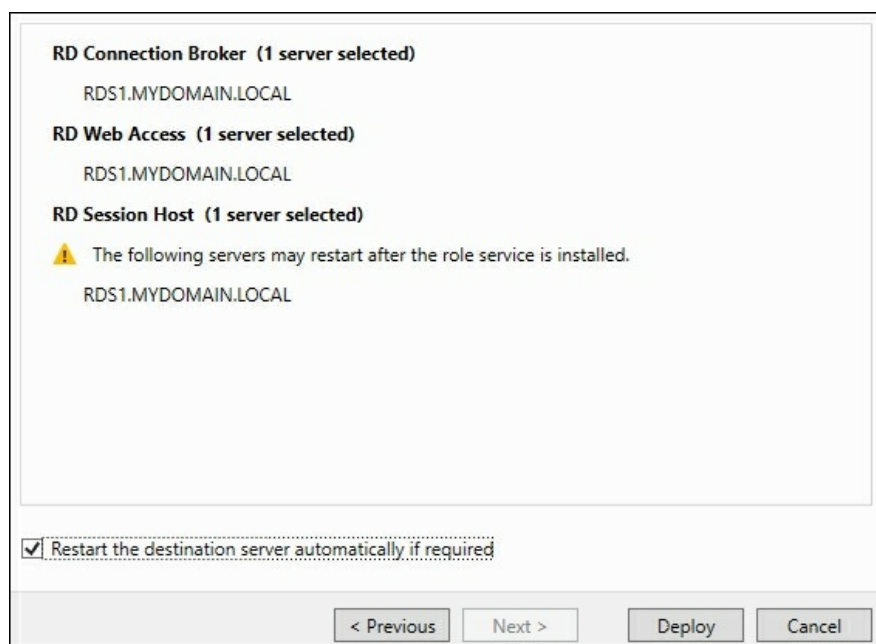 RD Connection Broker (1 server selected)
RDS1.MYDOMAIN.LOCAL
RD Web Access (1 server selected)
RDS1.MYDOMAIN.LOCAL
RD Session Host (1 server selected)
The following servers may restart after the role service is installed.
RDS1.MYDOMAIN.LOCAL
Restart the destination server automatically if required
< Previous Next > Deploy Cancel